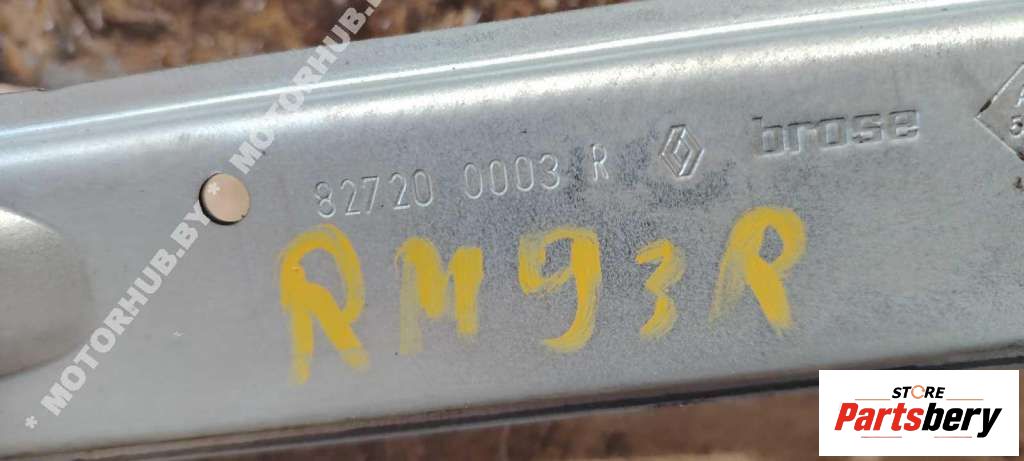 82720 0003 R brose
RM93R
* MOTORHUB.BY * MOTORHUB.BY *
STORE
Partsbery